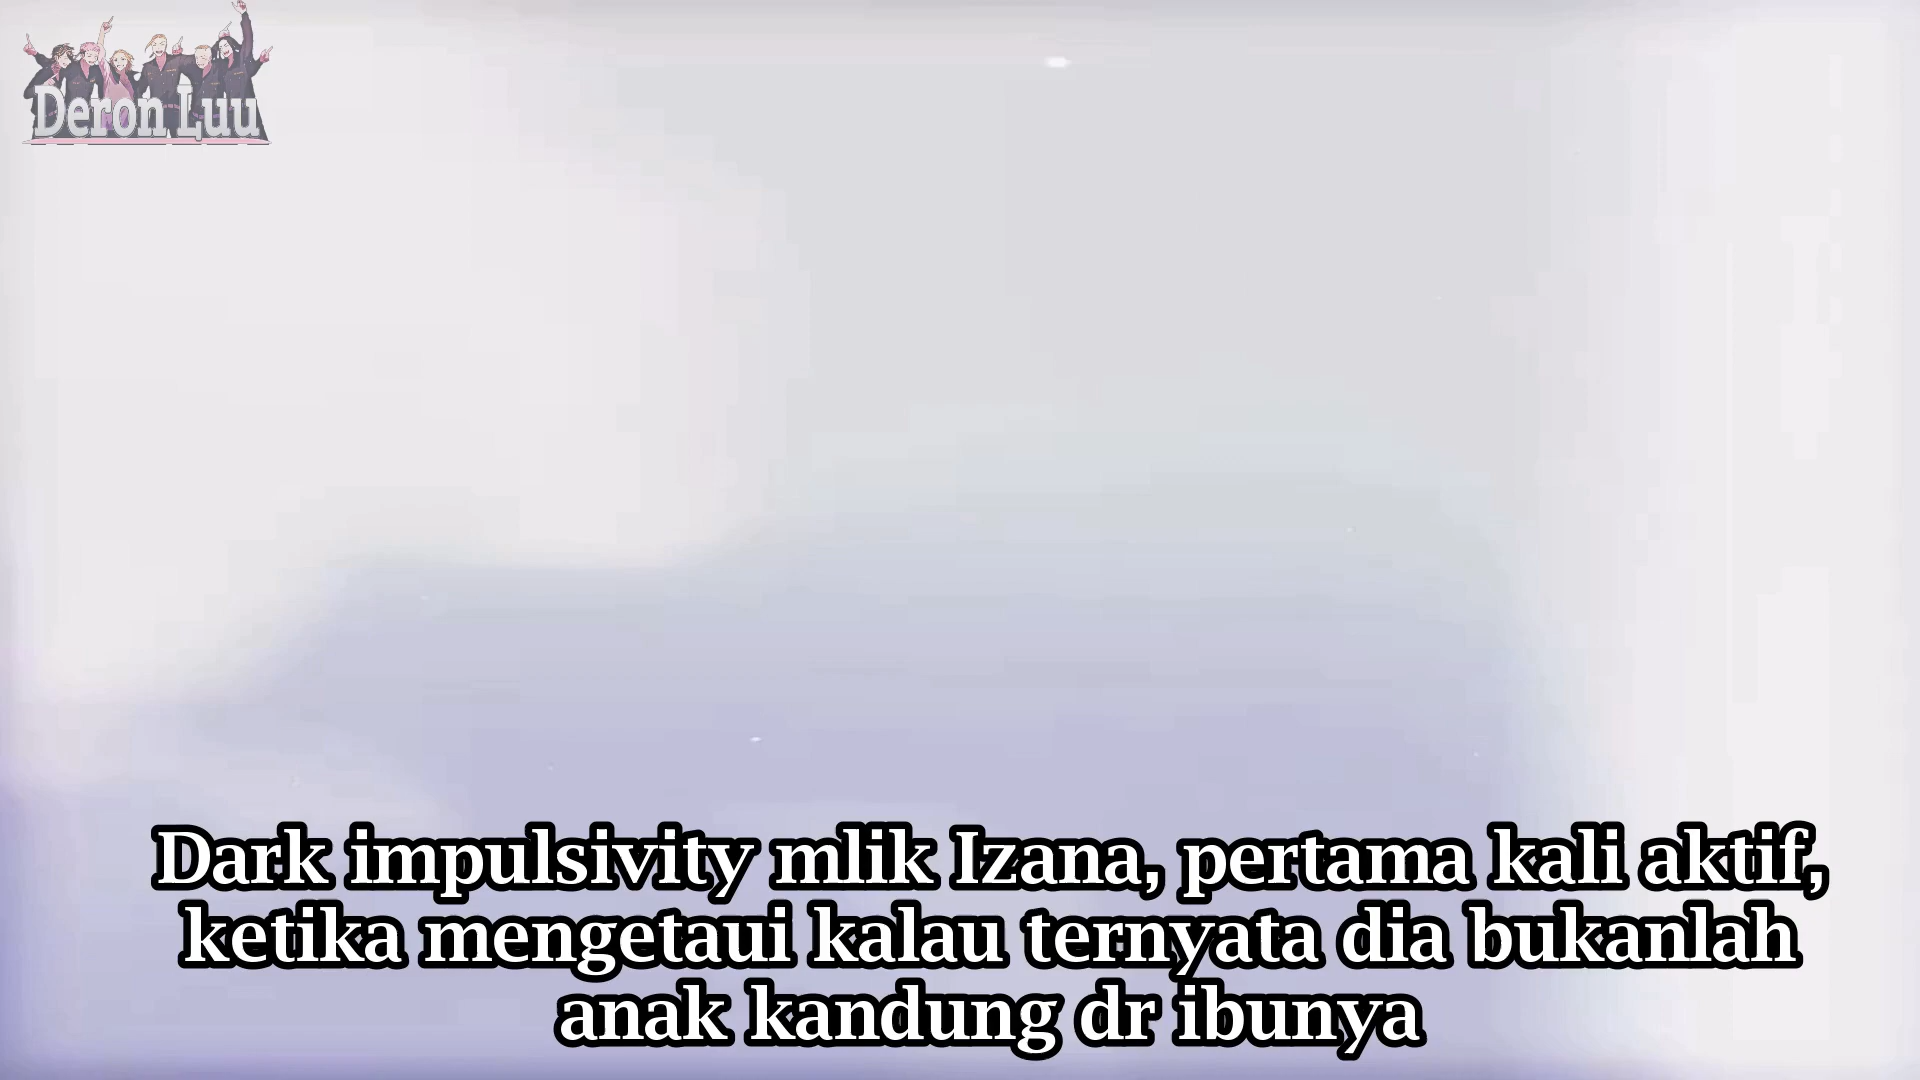 Deron Luu
Dark impulsivity mlik Izana, pertama kali aktif,
ketika mengetaui kalau ternyata dia bukanlah
anak kandung dr ibunya